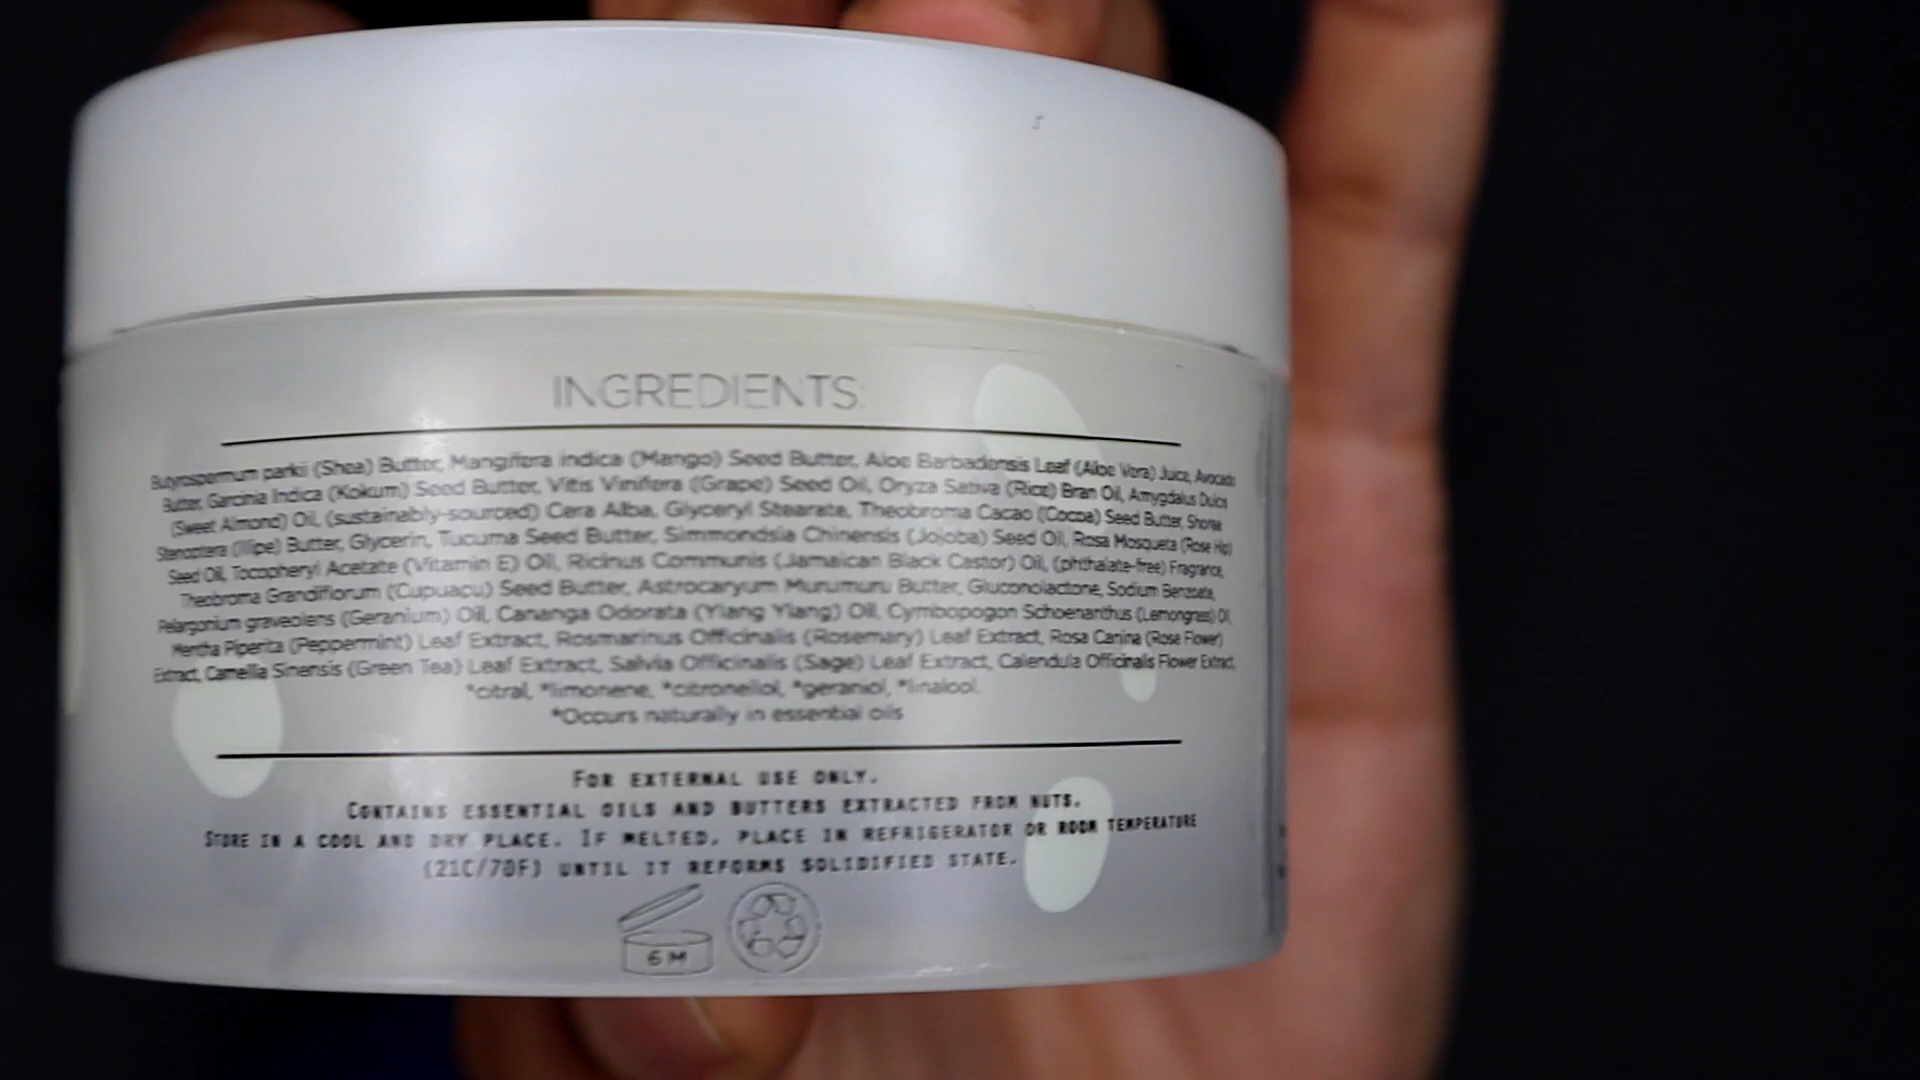 INGREDIENTS:
Butyrospermum parkii (Shea) Butter, Mangifera indica (Mango) Seed Butter, Aloe Barbadensis Leaf (Aloe Vera) Juice, Avocado
Butter, Garcinia Indica (Kokum) Seed Butter, Vitis Vinifera (Grape) Seed Oil, Oryza Sativa (Rice) Bran Oil, Amygdalus Dulcis
(Sweet Almond) Oil, (sustainably-sourced) Cera Alba, Glyceryl Stearate, Theobroma Cacao (Cocoa) Seed Butter, Shorea
Stenoptera (Illipe) Butter, Glycerin, Tucuma Seed Butter, Simmondsia Chinensis (Jojoba) Seed Oil, Rosa Mosqueta (Rose Hip)
Seed Oil, Tocopheryl Acetate (Vitamin E) Oil, Ricinus Communis (Jamaican Black Castor) Oil, (phthalate-free) Fragrance,
Theobroma Grandiflorum (Cupuaçu) Seed Butter, Astrocaryum Murumuru Butter, Gluconolactone, Sodium Benzoate,
Pelargonium graveolens (Geranium) Oil, Cananga Odorata (Ylang Ylang) Oil, Cymbopogon Schoenanthus (Lemongrass) Oil,
Mentha Piperita (Peppermint) Leaf Extract, Rosmarinus Officinalis (Rosemary) Leaf Extract, Rosa Canina (Rose Flower)
Extract, Camellia Sinensis (Green Tea) Leaf Extract, Salvia Officinalis (Sage) Leaf Extract, Calendula Officinalis Flower Extract,
*citral, *limonene, *citronellol, *geraniol, *linalool.
*Occurs naturally in essential oils
FOR EXTERNAL USE ONLY.
CONTAINS ESSENTIAL OILS AND BUTTERS EXTRACTED FROM NUTS.
STORE IN A COOL AND DRY PLACE. IF MELTED, PLACE IN REFRIGERATOR OR ROOM TEMPERATURE
(21C/70F) UNTIL IT REFORMS SOLIDIFIED STATE.
6 M